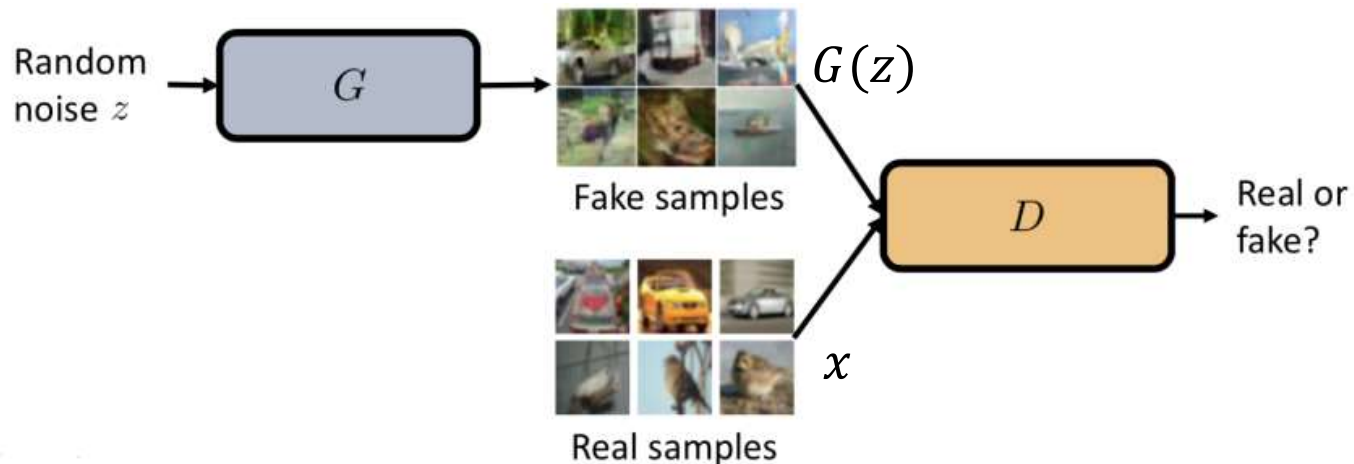 Random
noise z
G
G(z)
Fake samples
D
Real or
fake?
x
Real samples